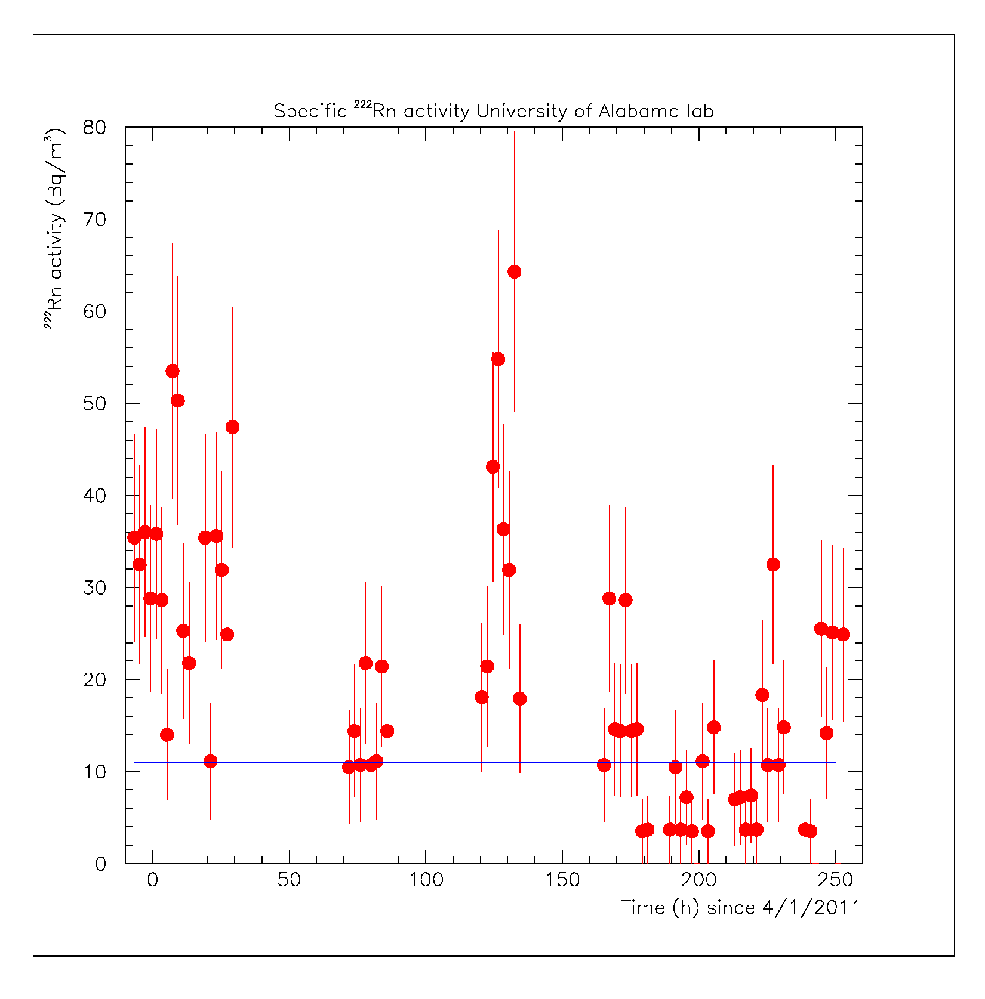 Specific ²²²Rn activity University of Alabama lab
²²²Rn activity (Bq/m³)
80
70
60
50
40
30
20
10
0
0 50 100 150 200 250
Time (h) since 4/1/2011